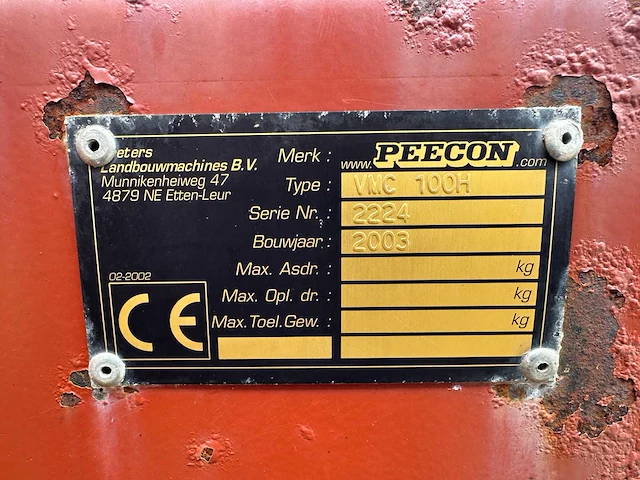 Peeters
Landbouwmachines B.V.
Munnikenheiweg 47
4879 NE Etten-Leur
Merk : www.PEECON.com
Type : VMC 100H
Serie Nr. : 2224
Bouwjaar : 2003
Max. Asdr. : kg
Max. Opl. dr. : kg
Max. Toel. Gew. : kg
02-2002
CE